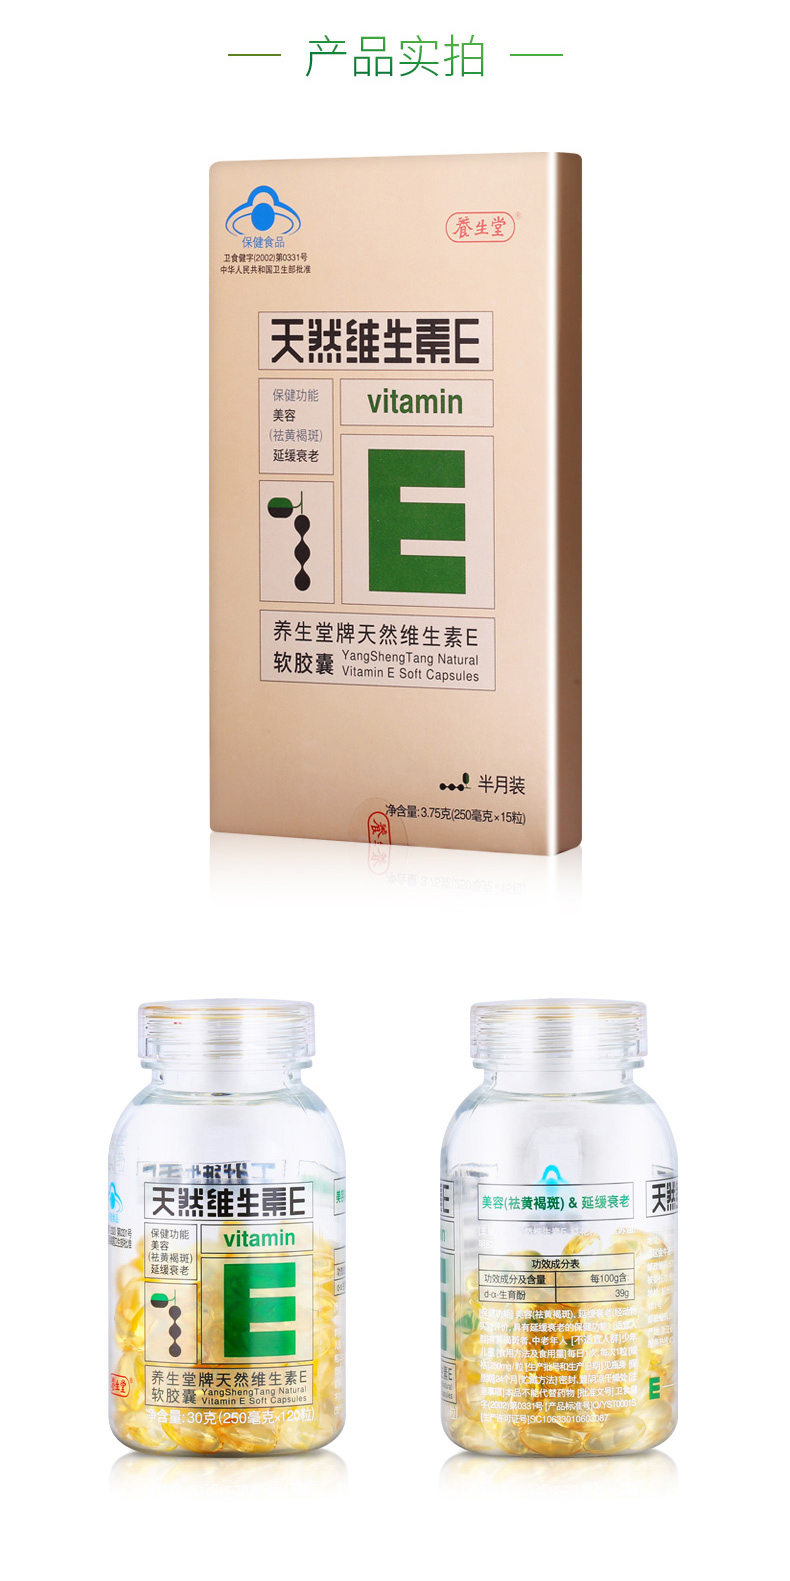 产品实拍
保健食品
卫食健字(2002)第0331号
中华人民共和国卫生部批准
養生堂®
天然维生素E
保健功能
美容
(祛黄褐斑)
延缓衰老
vitamin
E
养生堂牌天然维生素E
软胶囊 YangShengTang Natural
Vitamin E Soft Capsules
半月装
净含量:3.75克(250毫克×15粒)
天然维生素E
保健功能
美容
(祛黄褐斑)
延缓衰老
vitamin
E
养生堂牌天然维生素E
软胶囊 YangShengTang Natural
Vitamin E Soft Capsules
净含量:30克(250毫克×120粒)
養生堂
美容(祛黄褐斑) & 延缓衰老
功效成分表
功效成分及含量 每100g含:
d-α-生育酚 39g
天然
E